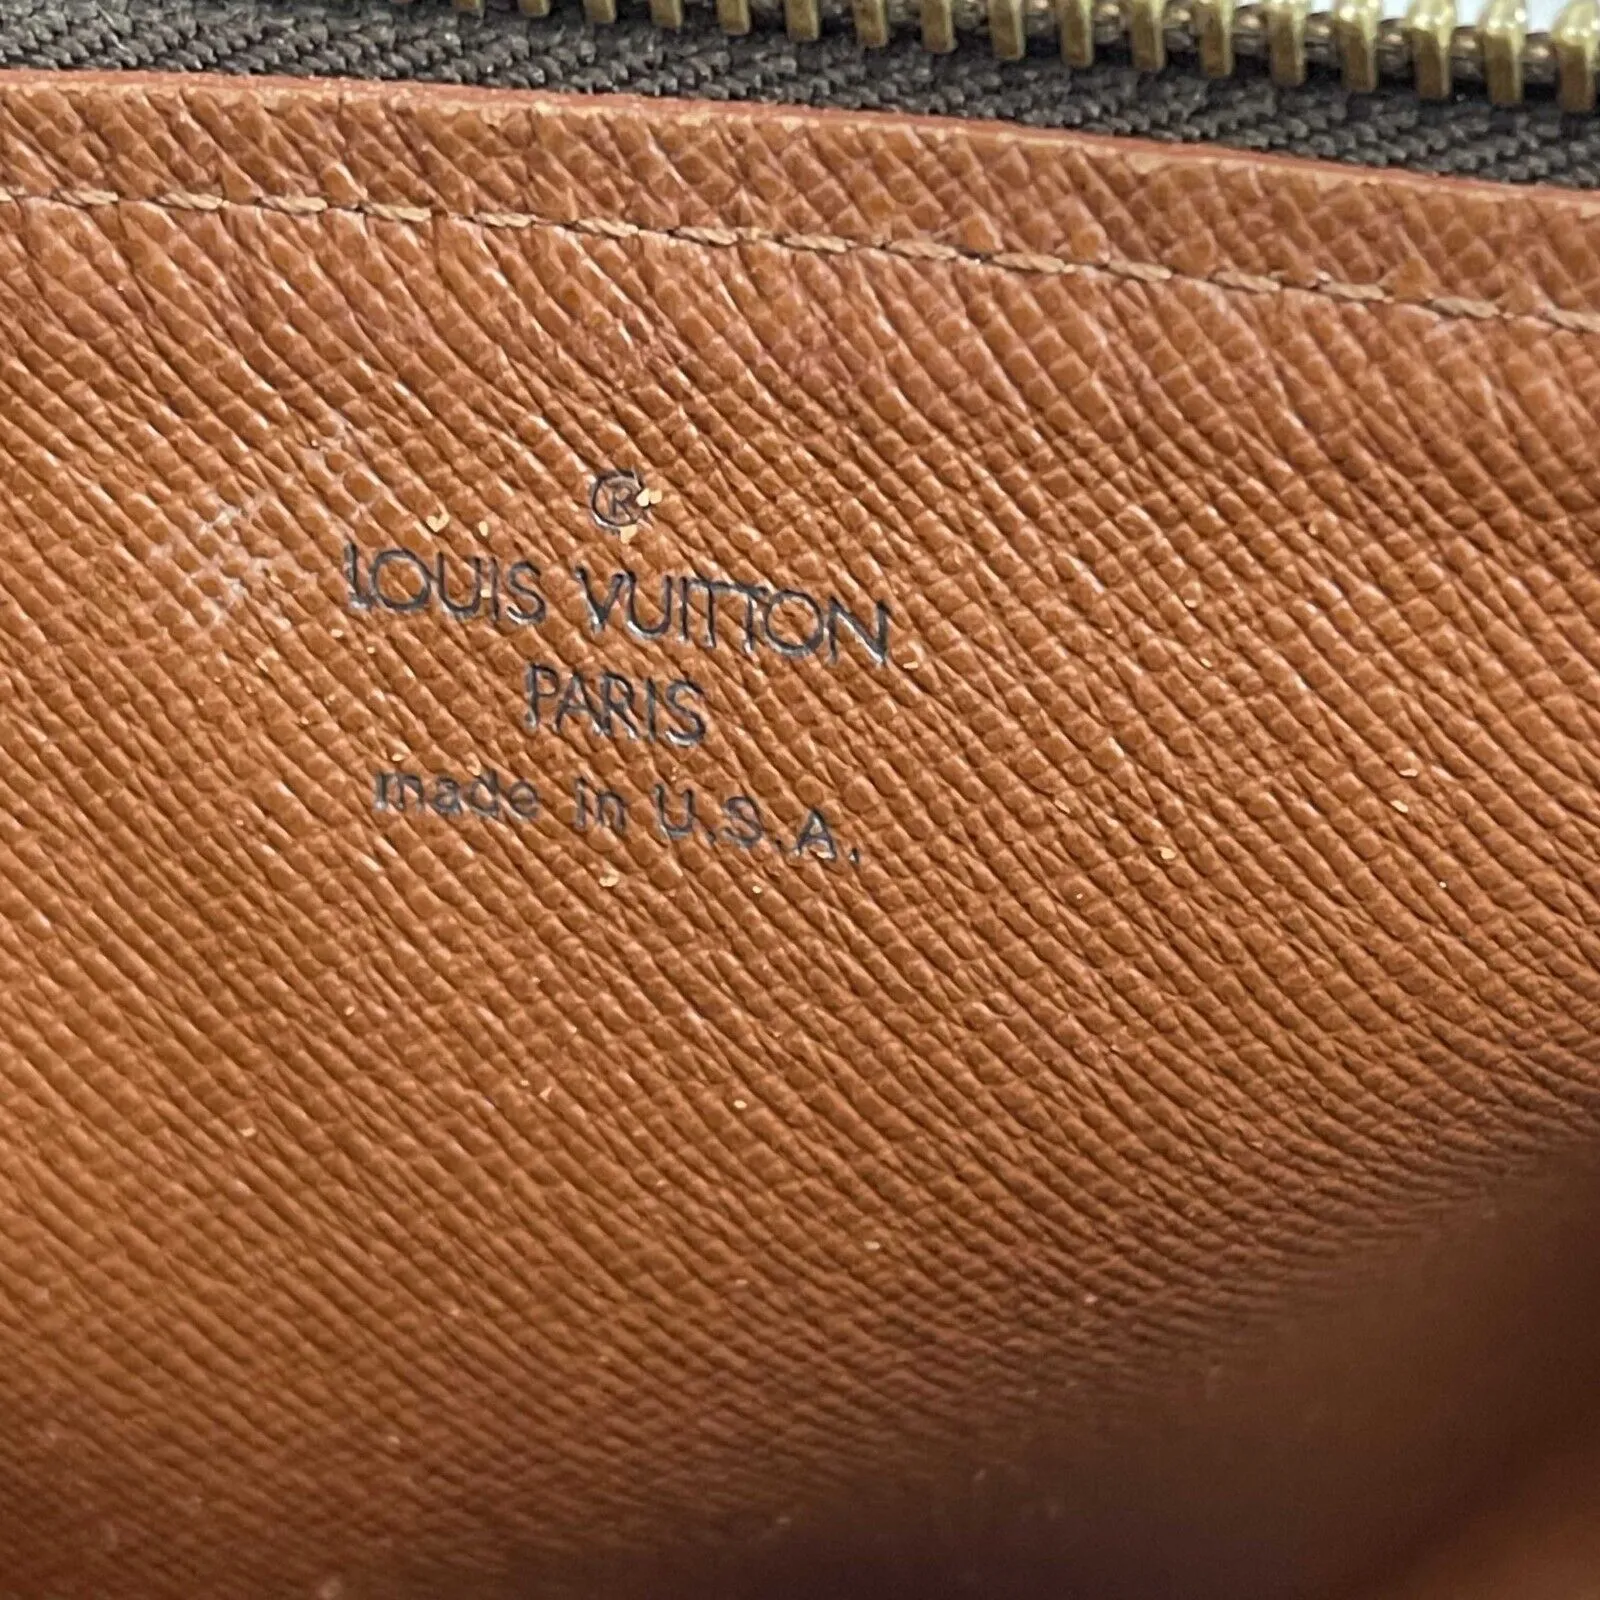 ®
LOUIS VUITTON
PARIS
made in U.S.A.